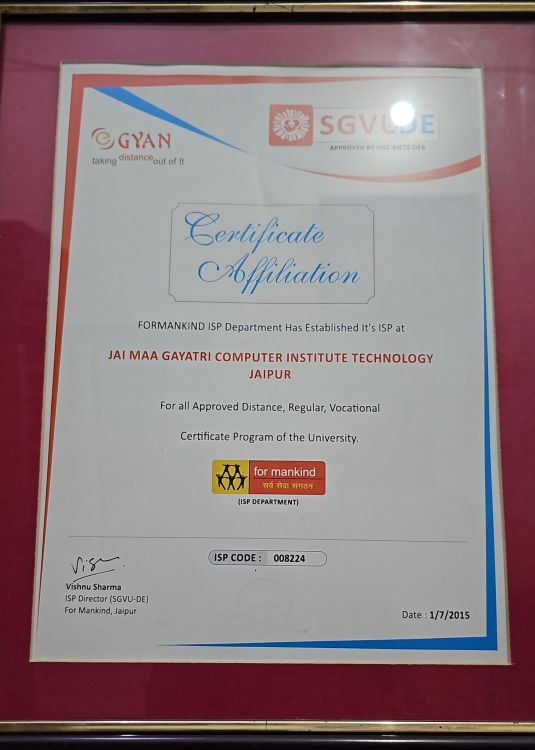 GYAN
taking distance out of It
SGVU DE
APPROVED BY UGC-AICTE-DEB
Certificate
Affiliation
FORMANKIND ISP Department Has Established It's ISP at
JAI MAA GAYATRI COMPUTER INSTITUTE TECHNOLOGY
JAIPUR
For all Approved Distance, Regular, Vocational
Certificate Program of the University.
for mankind
सर्व सेवा संगठन
(ISP DEPARTMENT)
ISP CODE : 008224
Vishnu Sharma
ISP Director (SGVU-DE)
For Mankind, Jaipur
Date : 1/7/2015